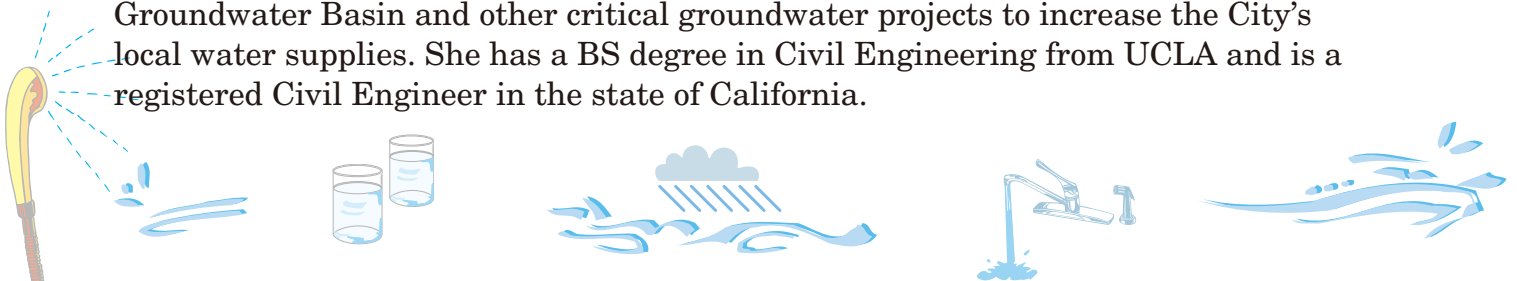 Groundwater Basin and other critical groundwater projects to increase the City’s
local water supplies. She has a BS degree in Civil Engineering from UCLA and is a
registered Civil Engineer in the state of California.